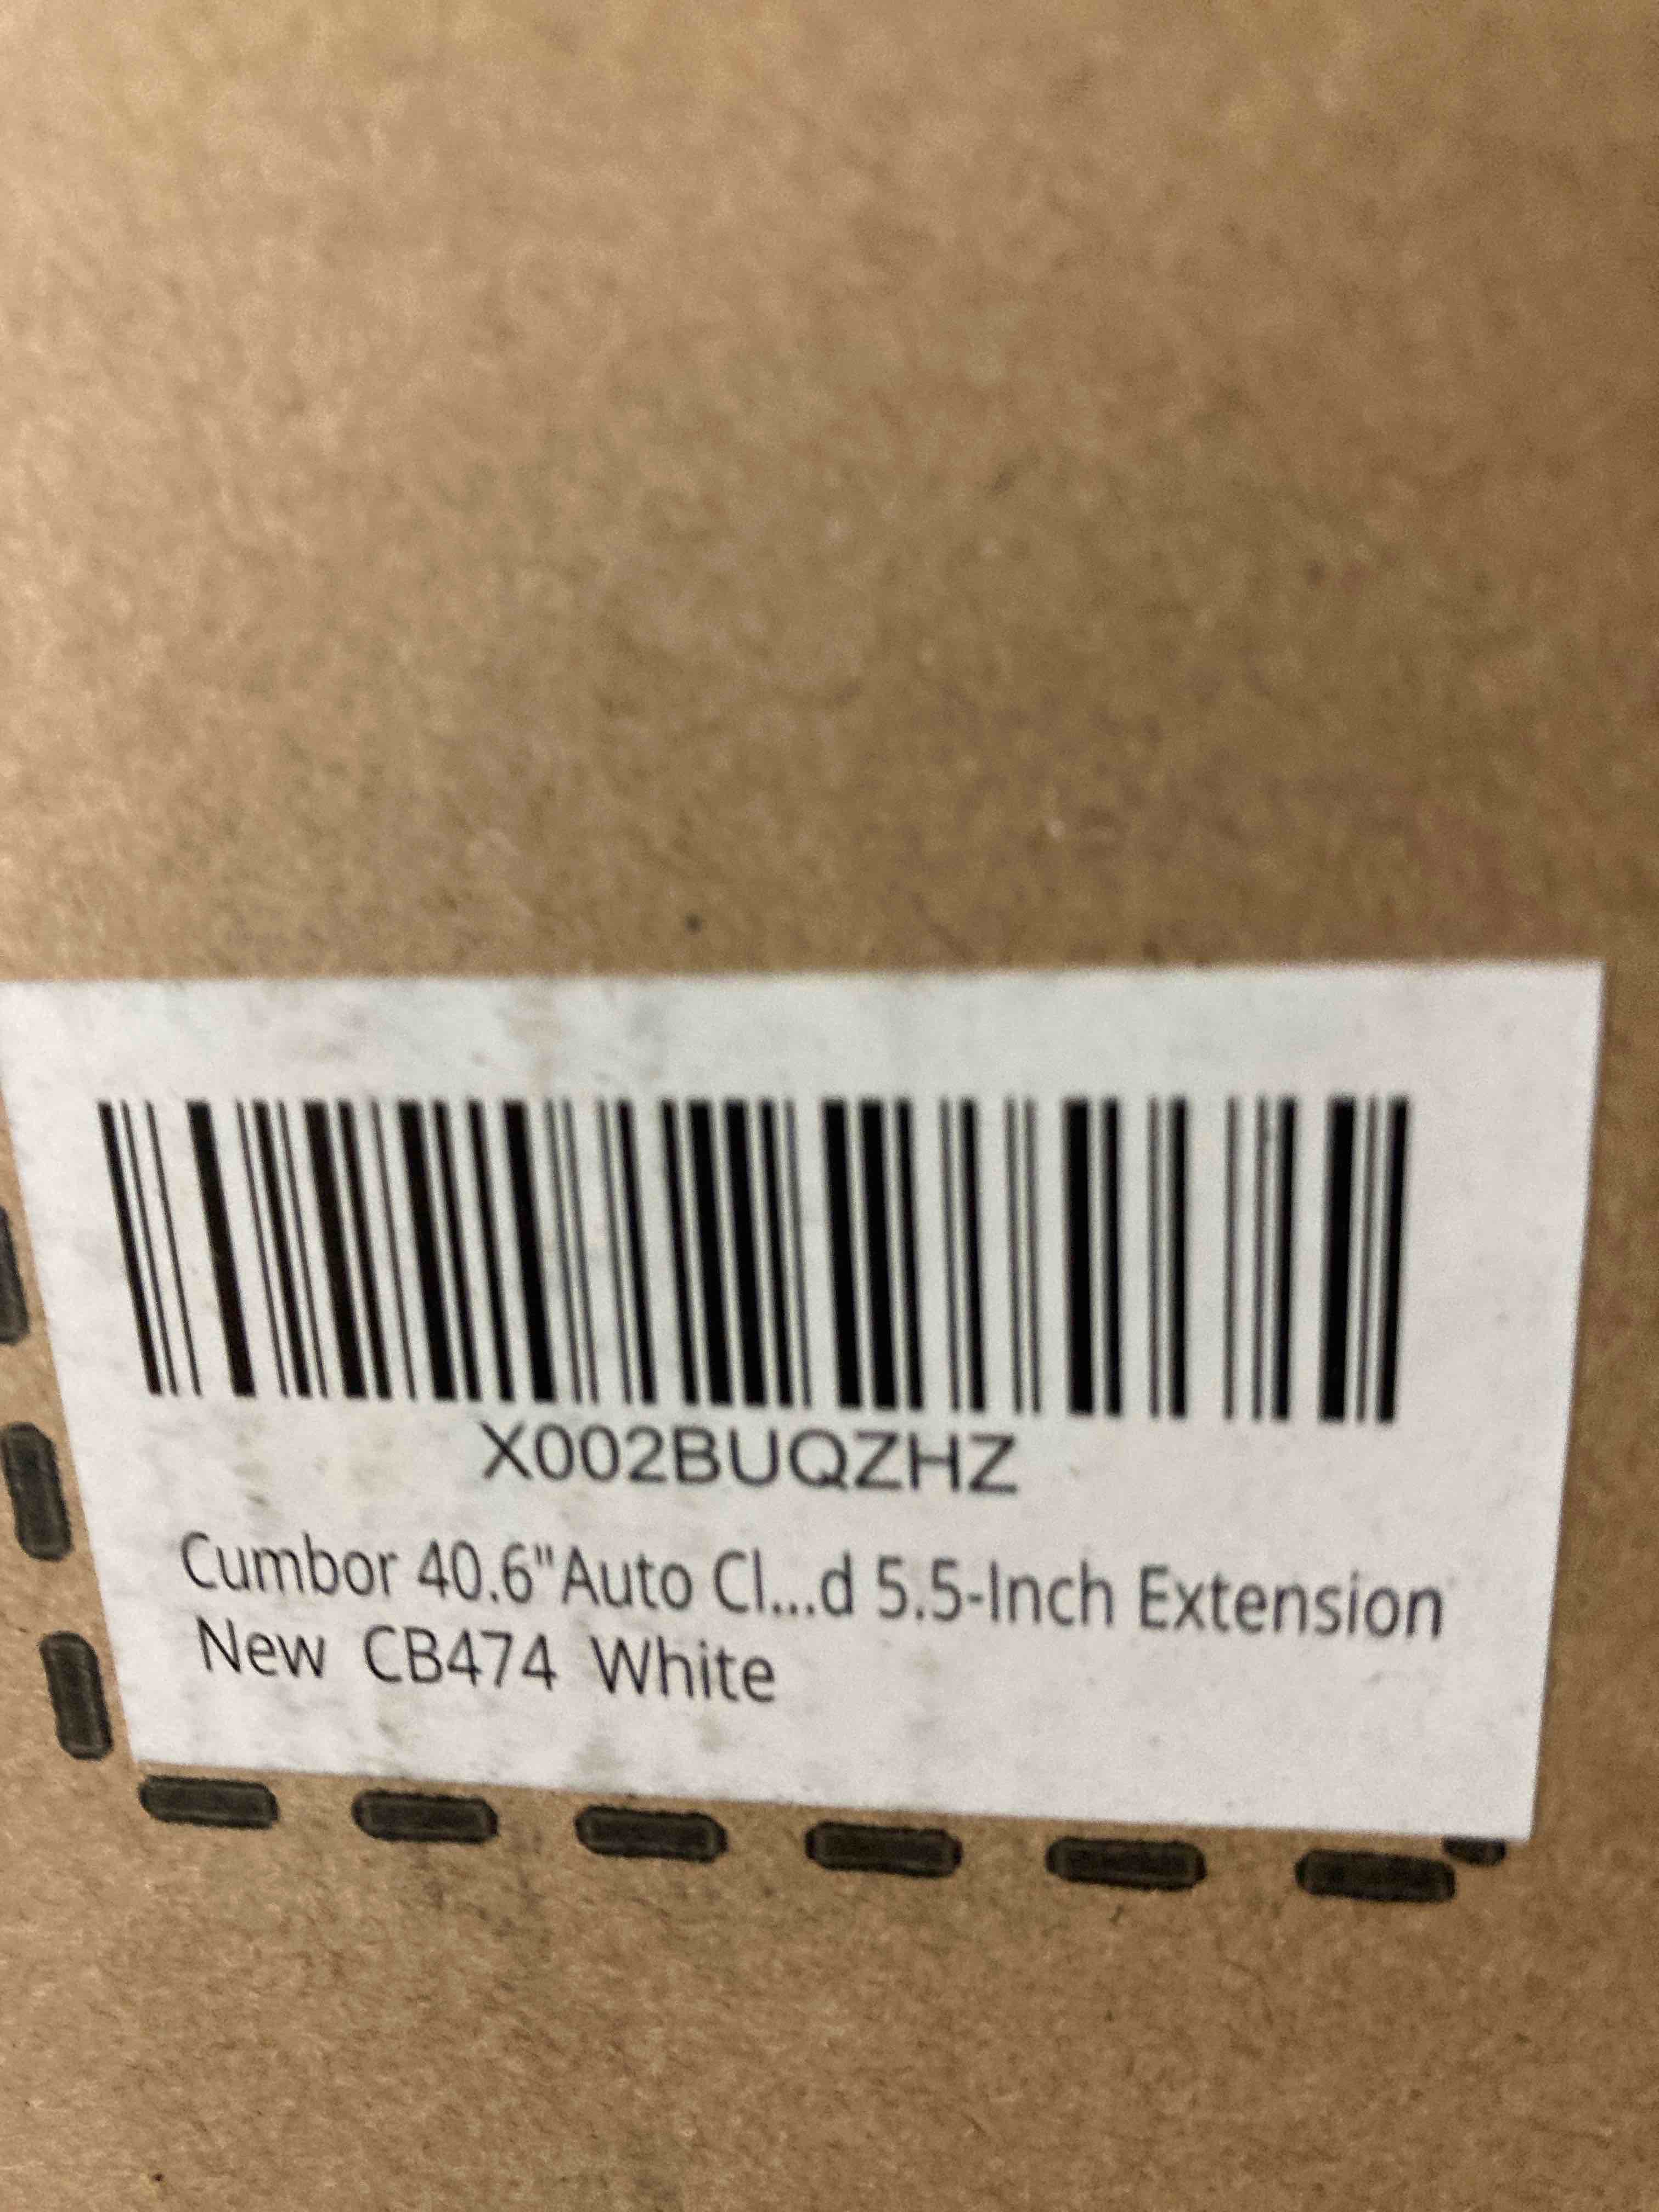 X002BUQZHZ
Cumbor 40.6"Auto Cl...d 5.5-Inch Extension
New CB474 White